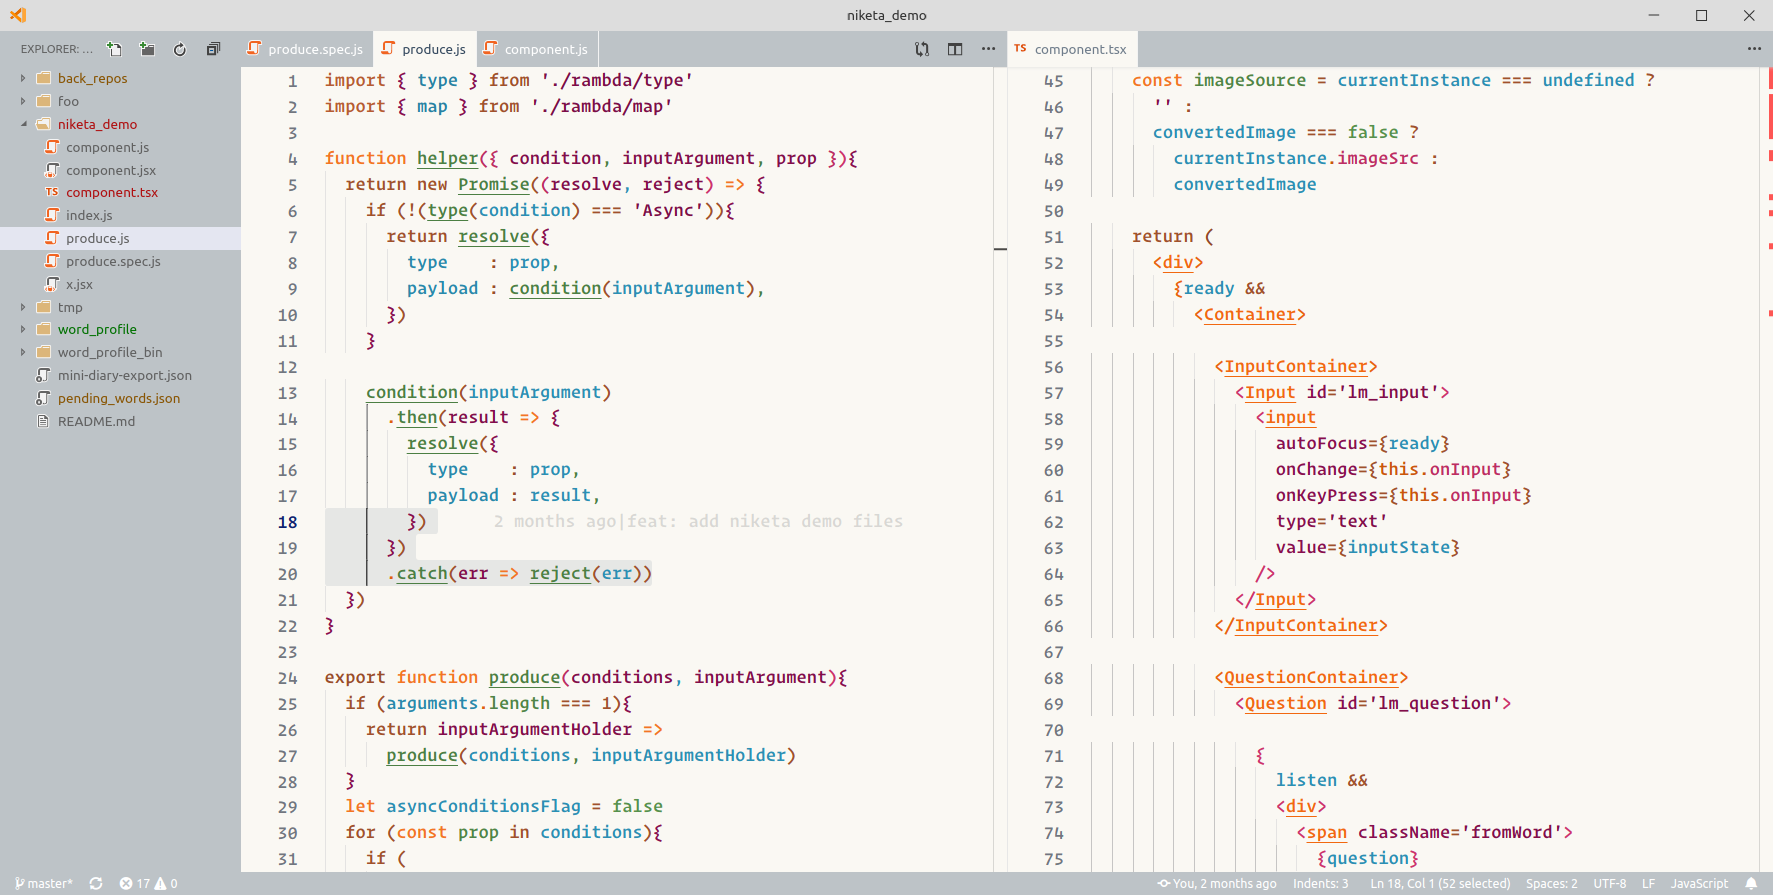 niketa_demo
EXPLORER: ...
back_repos
foo
niketa_demo
component.js
component.jsx
TS component.tsx
index.js
produce.js
produce.spec.js
x.jsx
tmp
word_profile
word_profile_bin
mini-diary-export.json
pending_words.json
README.md
produce.spec.js
produce.js
component.js
1 import { type } from './rambda/type'
2 import { map } from './rambda/map'
3
4 function helper({ condition, inputArgument, prop }){
5 return new Promise((resolve, reject) => {
6 if (!(type(condition) === 'Async')){
7 return resolve({
8 type : prop,
9 payload : condition(inputArgument),
10 })
11 }
12
13 condition(inputArgument)
14 .then(result => {
15 resolve({
16 type : prop,
17 payload : result,
18 }) 2 months ago|feat: add niketa demo files
19 })
20 .catch(err => reject(err))
21 })
22 }
23
24 export function produce(conditions, inputArgument){
25 if (arguments.length === 1){
26 return inputArgumentHolder =>
27 produce(conditions, inputArgumentHolder)
28 }
29 let asyncConditionsFlag = false
30 for (const prop in conditions){
31 if (
TS component.tsx
45 const imageSource = currentInstance === undefined ?
46 '' :
47 convertedImage === false ?
48 currentInstance.imageSrc :
49 convertedImage
50
51 return (
52 <div>
53 {ready &&
54 <Container>
55
56 <InputContainer>
57 <Input id='lm_input'>
58 <input
59 autoFocus={ready}
60 onChange={this.onInput}
61 onKeyPress={this.onInput}
62 type='text'
63 value={inputState}
64 />
65 </Input>
66 </InputContainer>
67
68 <QuestionContainer>
69 <Question id='lm_question'>
70
71 {
72 listen &&
73 <div>
74 <span className='fromWord'>
75 {question}
master* 17 0 You, 2 months ago Indents: 3 Ln 18, Col 1 (52 selected) Spaces: 2 UTF-8 LF JavaScript